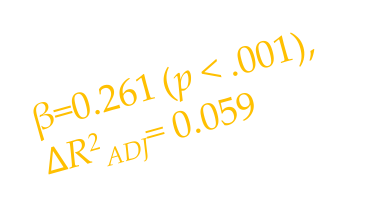 β=0.261 (p < .001),
ΔR² ADJ= 0.059